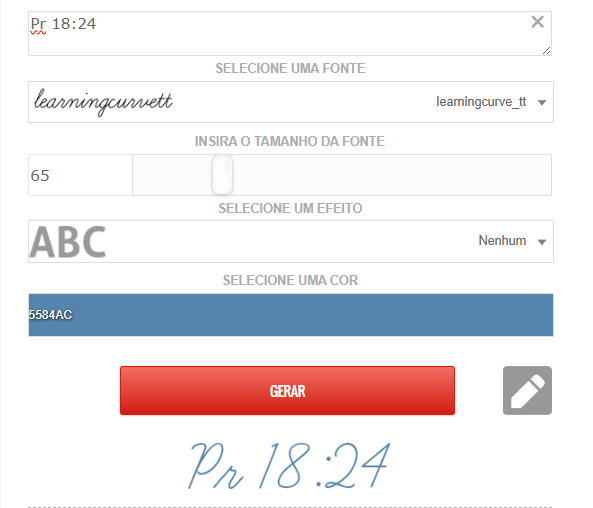 Pr 18:24
SELECIONE UMA FONTE
learningcurvett learningcurve_tt
INSIRA O TAMANHO DA FONTE
65
SELECIONE UM EFEITO
ABC Nenhum
SELECIONE UMA COR
5584AC
GERAR
Pr 18:24